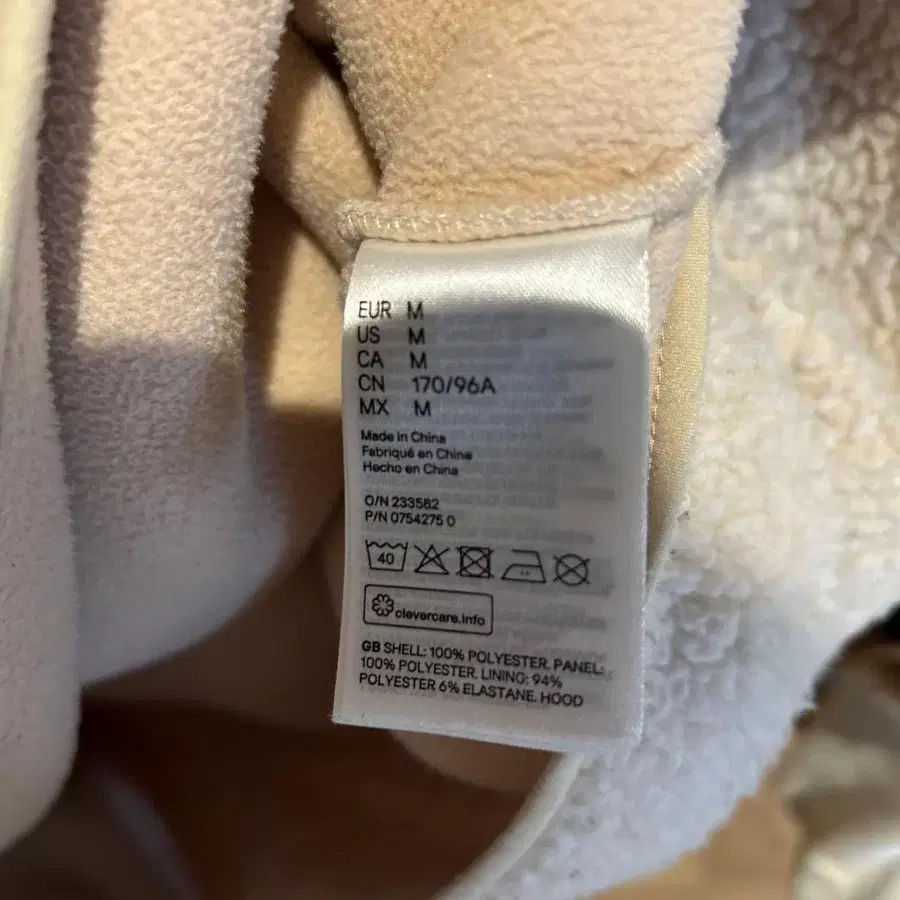 EUR M
US M
CA M
CN 170/96A
MX M
Made in China
Fabriqué en Chine
Hecho en China
O/N 233582
P/N 0754275 0
40
clevercare.info
GB SHELL: 100% POLYESTER. PANEL:
100% POLYESTER. LINING: 94%
POLYESTER 6% ELASTANE. HOOD